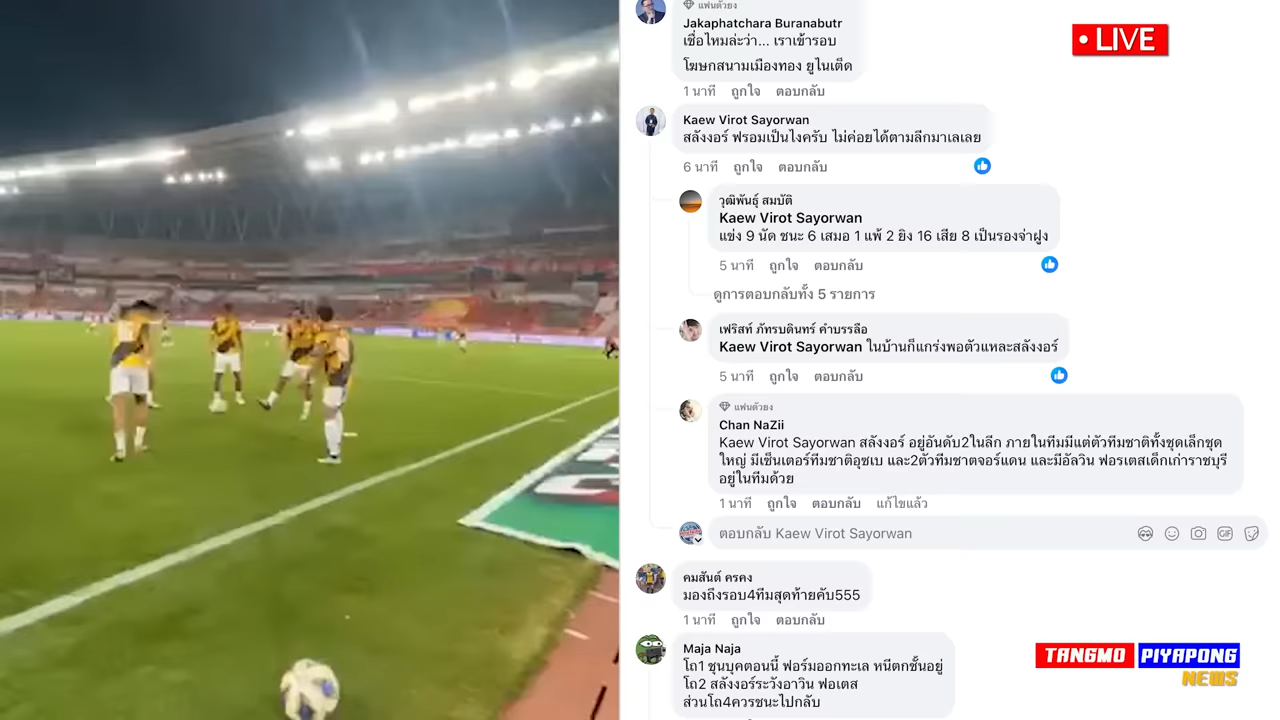 แฟนตัวยง
Jakaphatchara Buranabutr
เชื่อไหมล่ะว่า... เราเข้ารอบ
โฆษกสนามเมืองทอง ยูไนเต็ด
1 นาที ถูกใจ ตอบกลับ
LIVE
Kaew Virot Sayorwan
สลังงอร์ ฟรอมเป็นไงครับ ไม่ค่อยได้ตามลีกมาเลเลย
6 นาที ถูกใจ ตอบกลับ
วุฒิพันธุ์ สมบัติ
Kaew Virot Sayorwan
แข่ง 9 นัด ชนะ 6 เสมอ 1 แพ้ 2 ยิง 16 เสีย 8 เป็นรองจ่าฝูง
5 นาที ถูกใจ ตอบกลับ
ดูการตอบกลับทั้ง 5 รายการ
เฟริสท์ ภัทรบดินทร์ คำบรรลือ
Kaew Virot Sayorwan ในบ้านก็แกร่งพอตัวแหละสลังงอร์
5 นาที ถูกใจ ตอบกลับ
แฟนตัวยง
Chan NaZii
Kaew Virot Sayorwan สลังงอร์ อยู่อันดับ2ในลีก ภายในทีมมีแต่ตัวทีมชาติทั้งชุดเล็กชุด
ใหญ่ มีเซ็นเตอร์ทีมชาติอุซเบ และ2ตัวทีมชาตจอร์แดน และมีอัลวิน ฟอรเตสเด็กเก่าราชบุรี
อยู่ในทีมด้วย
1 นาที ถูกใจ ตอบกลับ แก้ไขแล้ว
ตอบกลับ Kaew Virot Sayorwan
GIF
คมสันต์ ครคง
มองถึงรอบ4ทีมสุดท้ายคับ555
1 นาที ถูกใจ ตอบกลับ
Maja Naja
โถ1 ชุนบุคตอนนี้ ฟอร์มออกทะเล หนีตกชั้นอยู่
โถ2 สลังงอร์ระวังอาวิน ฟอเตส
ส่วนโถ4ควรชนะไปกลับ
TANGMO PIYAPONG
NEWS